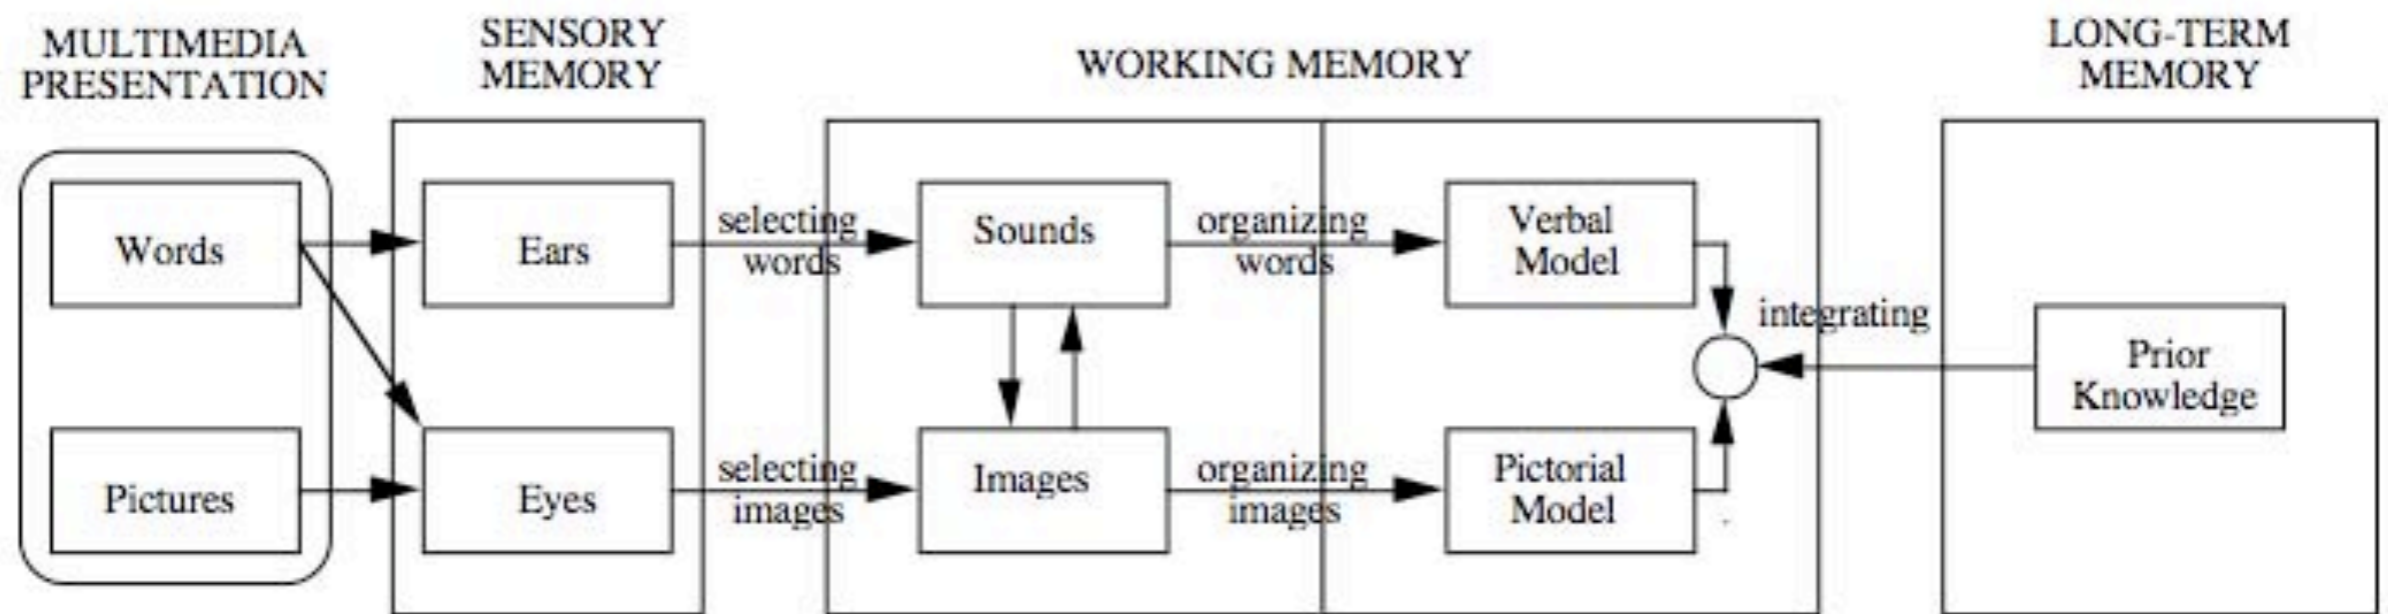 MULTIMEDIA
PRESENTATION
SENSORY
MEMORY
WORKING MEMORY
LONG-TERM
MEMORY
Words
Ears
selecting
words
Sounds
organizing
words
Verbal
Model
integrating
Prior
Knowledge
Pictures
Eyes
selecting
images
Images
organizing
images
Pictorial
Model